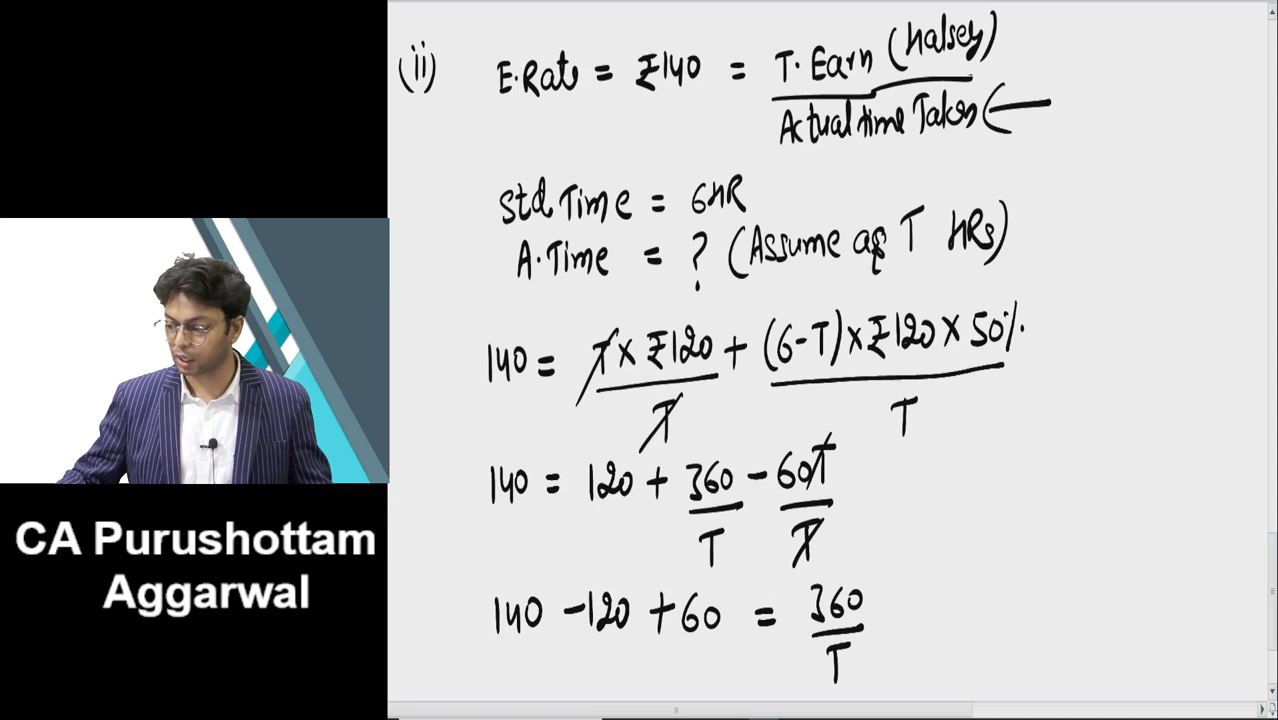 (ii) E.Rate = ₹140 = T. Earn (Halsey)
Actual time Taken
Std Time = 6HR
A.Time = ? (Assume as T HRs)
140 = T × ₹120 + (6-T) × ₹120 × 50%
T T
140 = 120 + 360 - 60T
T T
140 - 120 + 60 = 360
T
CA Purushottam
Aggarwal